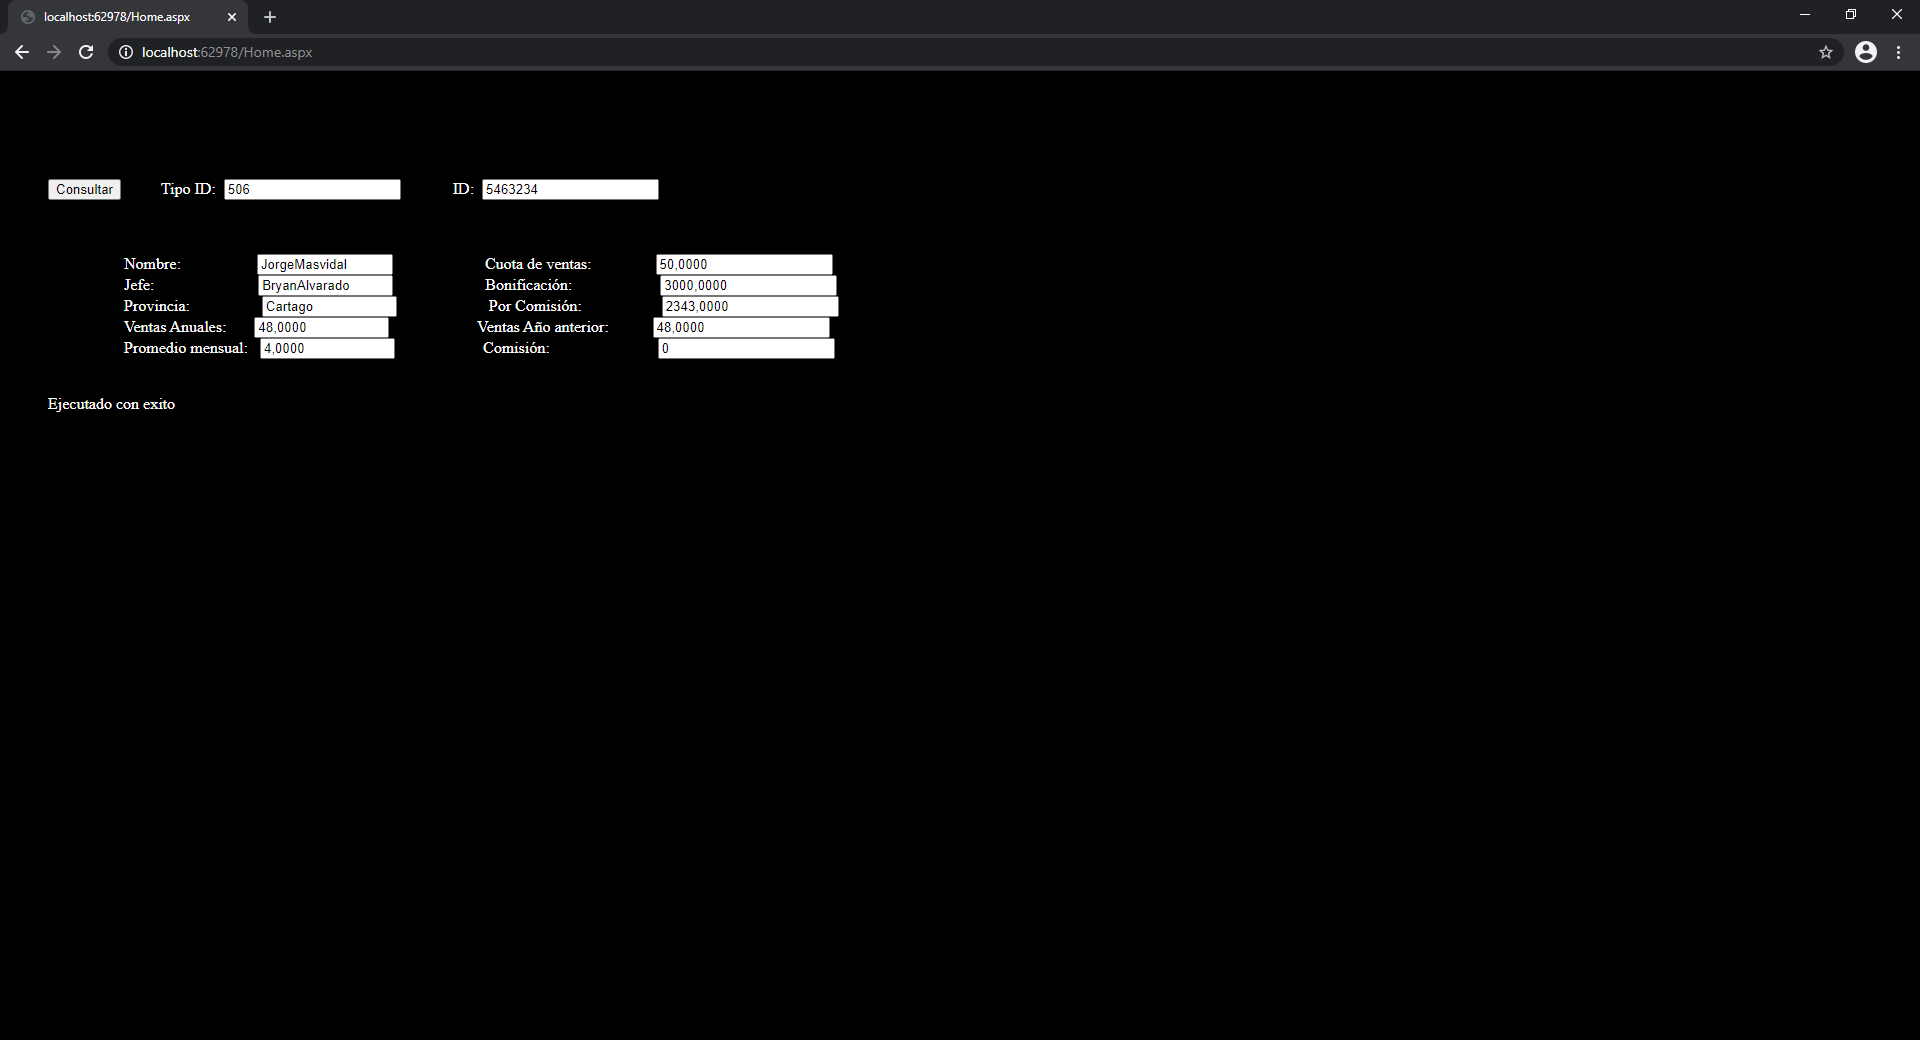 localhost:62978/Home.aspx
localhost:62978/Home.aspx
Consultar Tipo ID: 506 ID: 5463234
Nombre: JorgeMasvidal Cuota de ventas: 50,0000
Jefe: BryanAlvarado Bonificación: 3000,0000
Provincia: Cartago Por Comisión: 2343,0000
Ventas Anuales: 48,0000 Ventas Año anterior: 48,0000
Promedio mensual: 4,0000 Comisión: 0
Ejecutado con exito